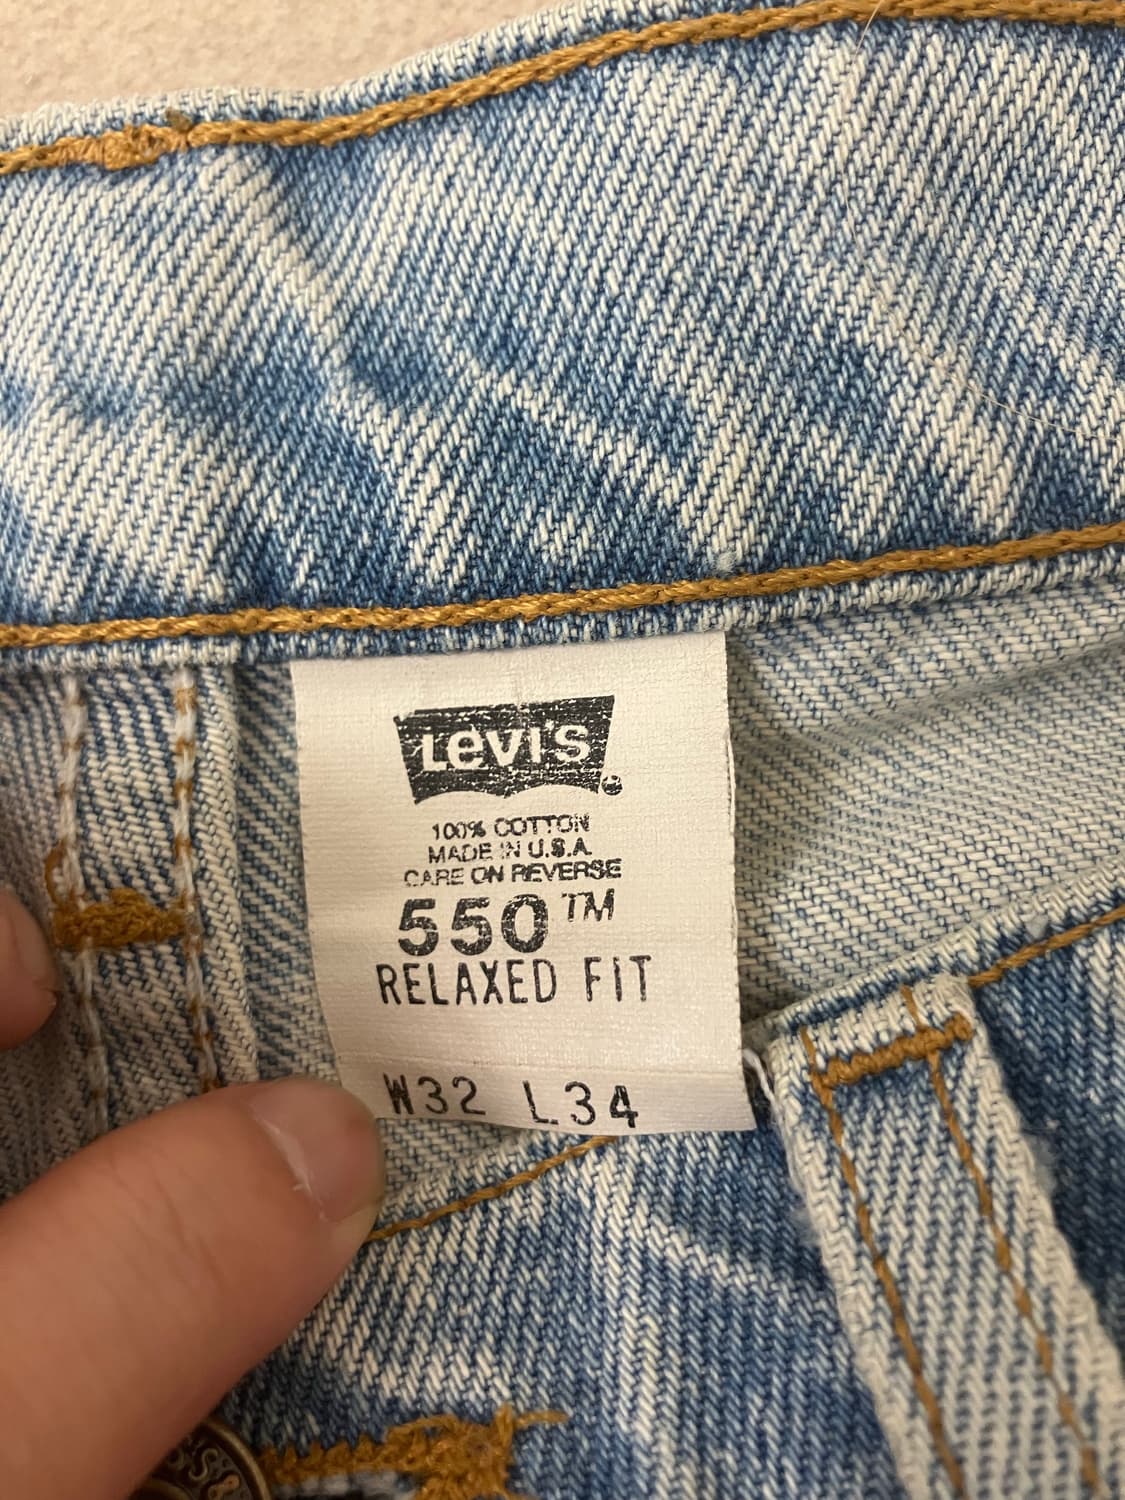 Levi's
100% COTTON
MADE IN U.S.A.
CARE ON REVERSE
550™
RELAXED FIT
W32 L34